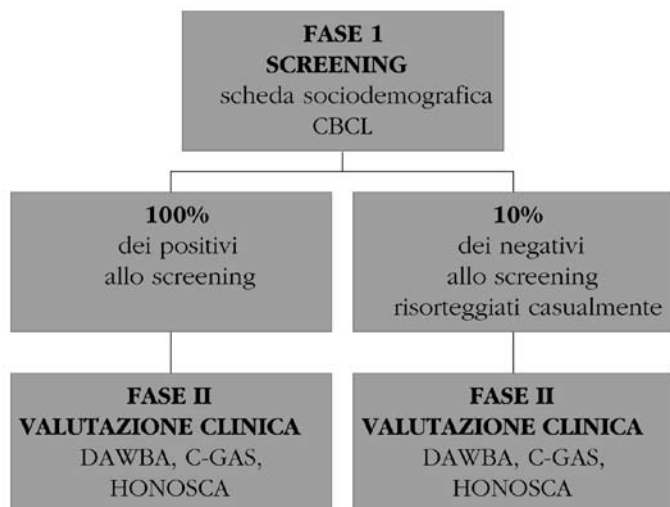 FASE 1
SCREENING
scheda sociodemografica
CBCL
100%
dei positivi
allo screening
10%
dei negativi
allo screening
risorteggiati casualmente
FASE II
VALUTAZIONE CLINICA
DAWBA, C-GAS,
HONOSCA
FASE II
VALUTAZIONE CLINICA
DAWBA, C-GAS,
HONOSCA